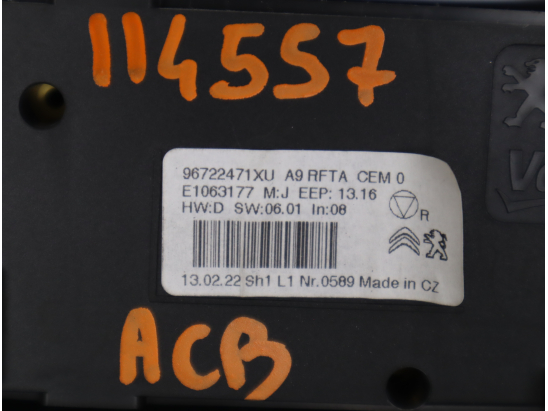 114557
96722471XU A9 RFTA CEM 0
E1063177 M:J EEP: 13.16
HW:D SW:06.01 In:08
R
13.02.22 Sh1 L1 Nr.0589 Made in CZ
ACB